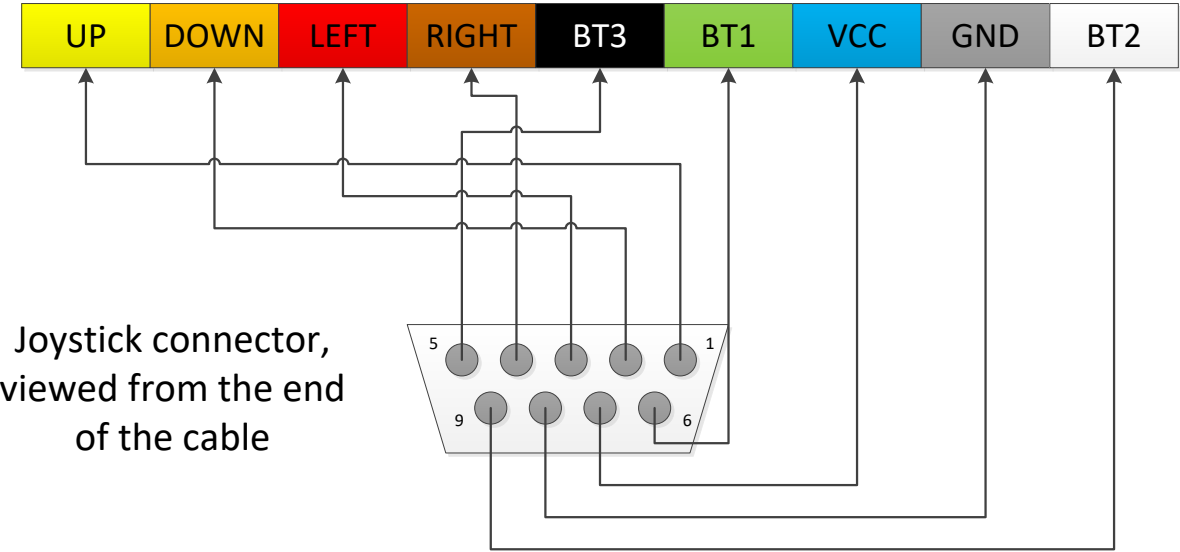 UP DOWN LEFT RIGHT BT3 BT1 VCC GND BT2
Joystick connector,
viewed from the end
of the cable
5 1
9 6